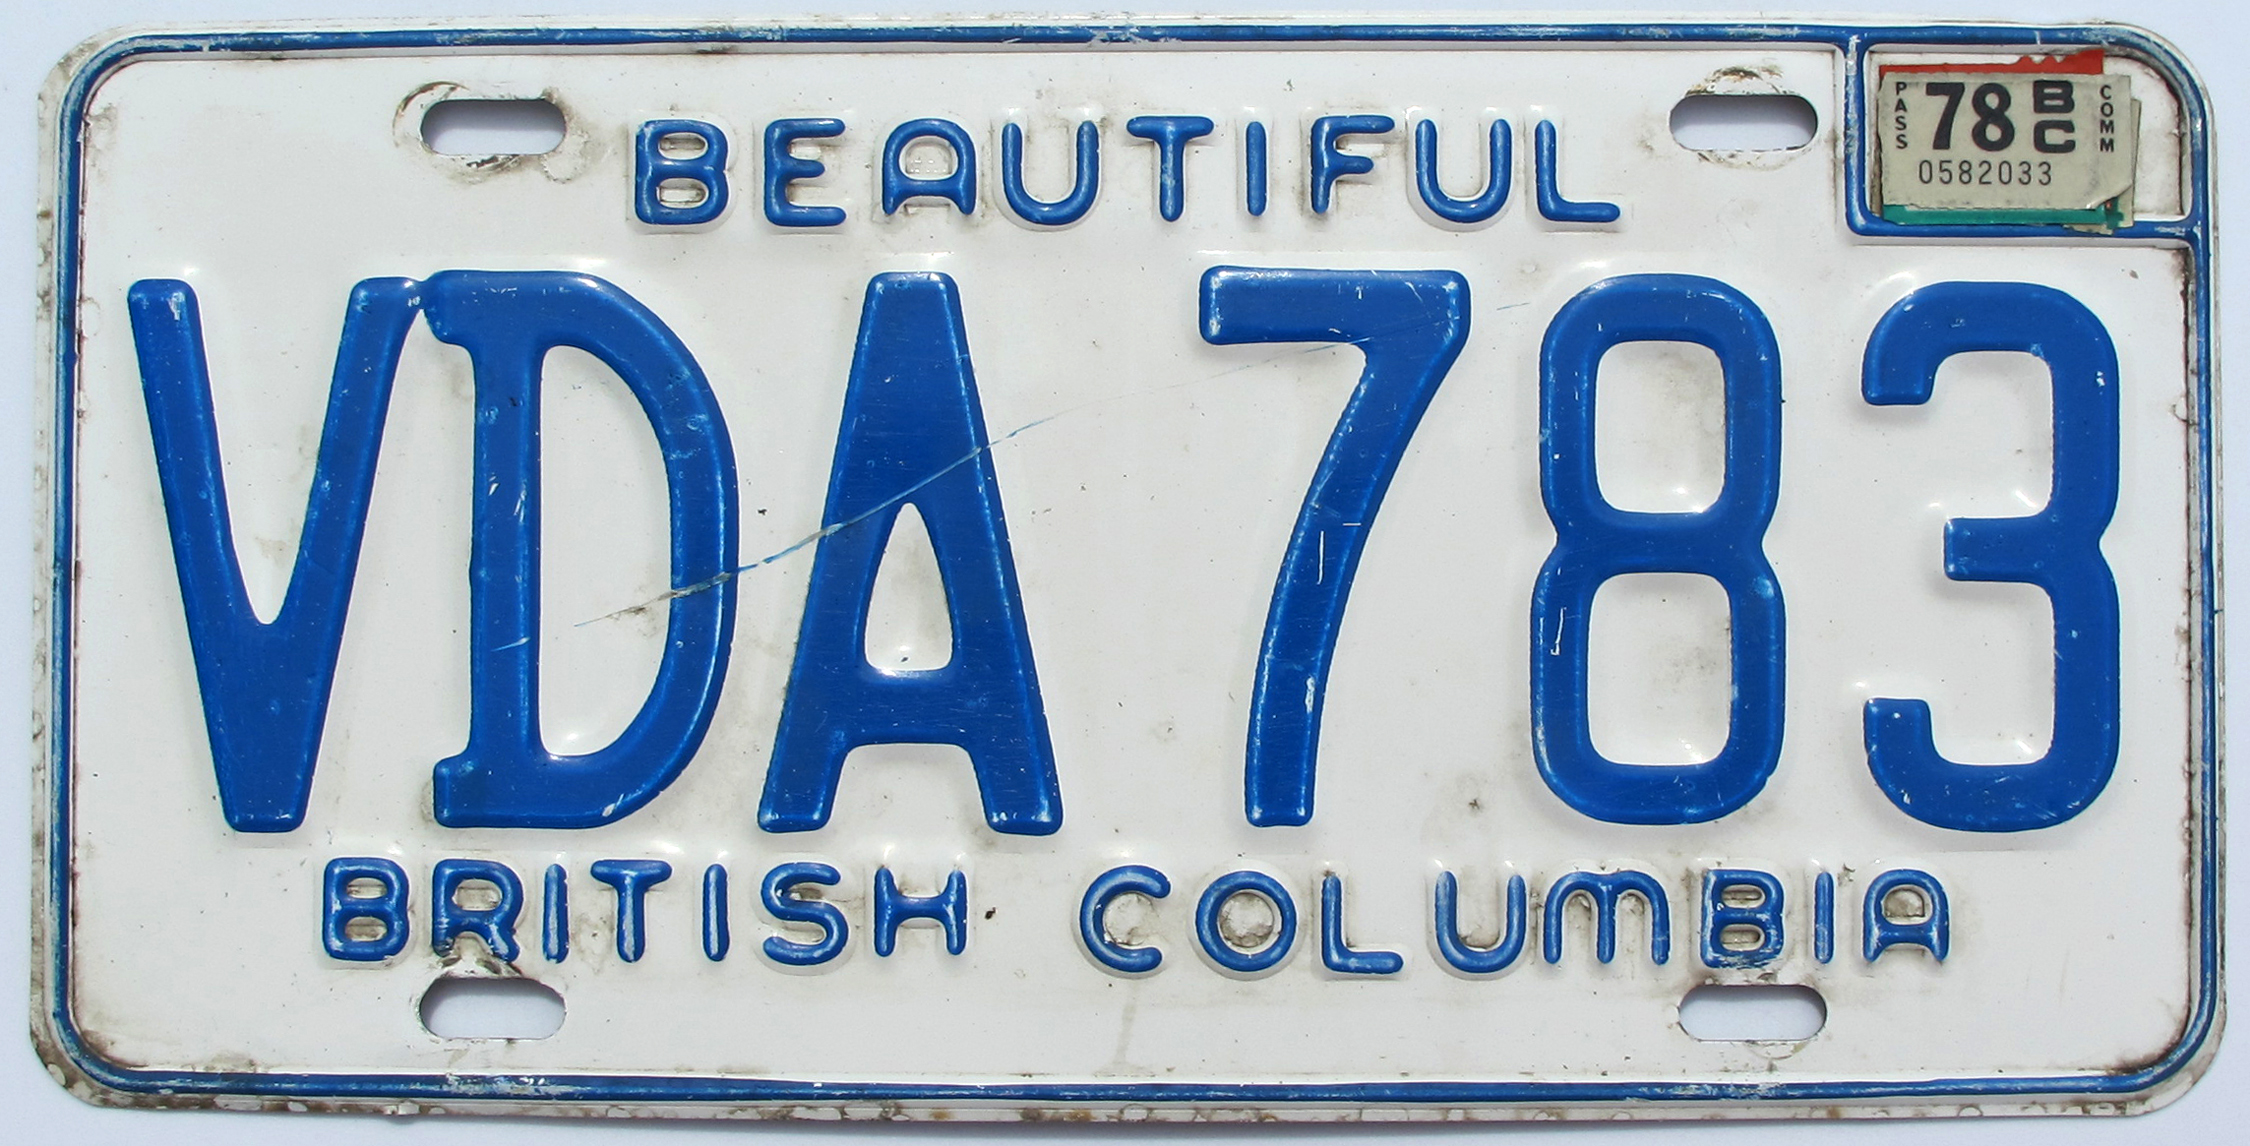 BEAUTIFUL
PASS 78 BC COMM
0582033
VDA 783
BRITISH COLUMBIA